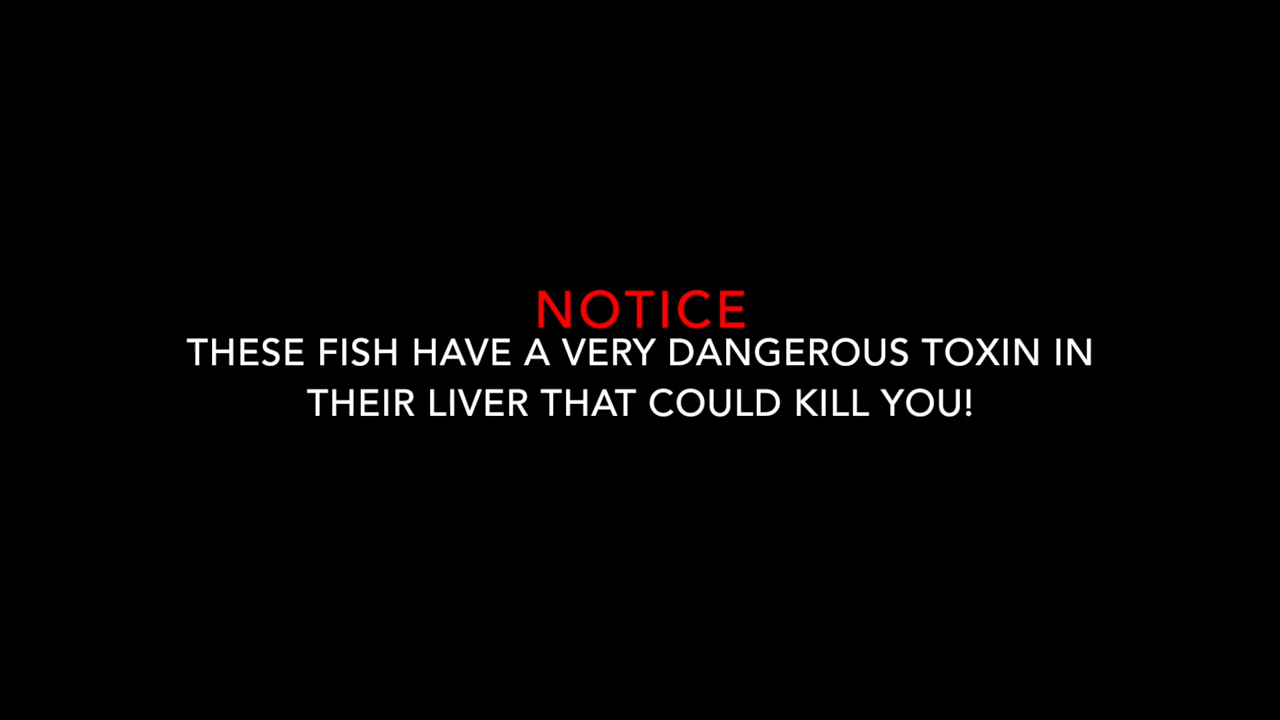 NOTICE
THESE FISH HAVE A VERY DANGEROUS TOXIN IN
THEIR LIVER THAT COULD KILL YOU!